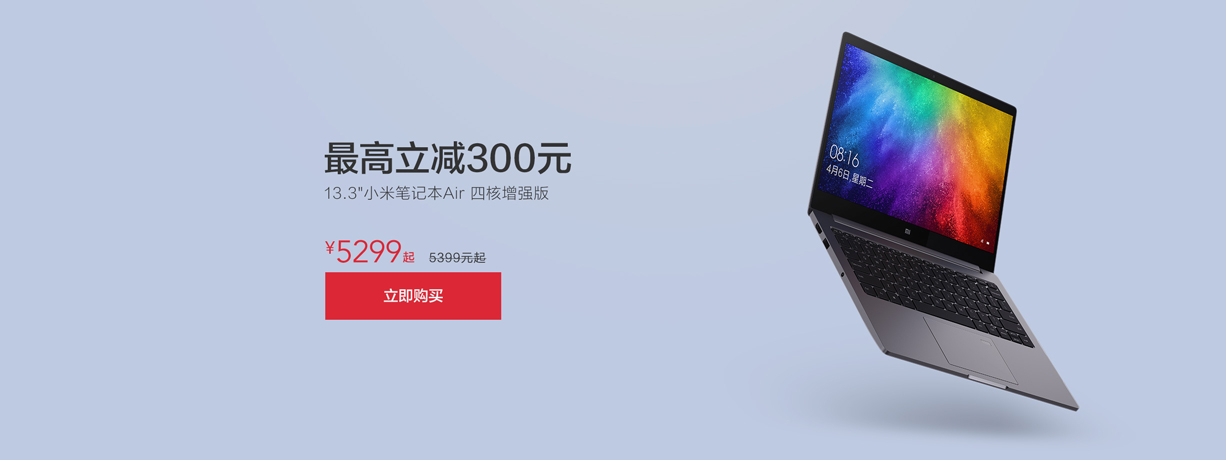 最高立减300元
13.3"小米笔记本Air 四核增强版
¥5299起 5399元起
立即购买
08:16
4月6日,星期二
MI